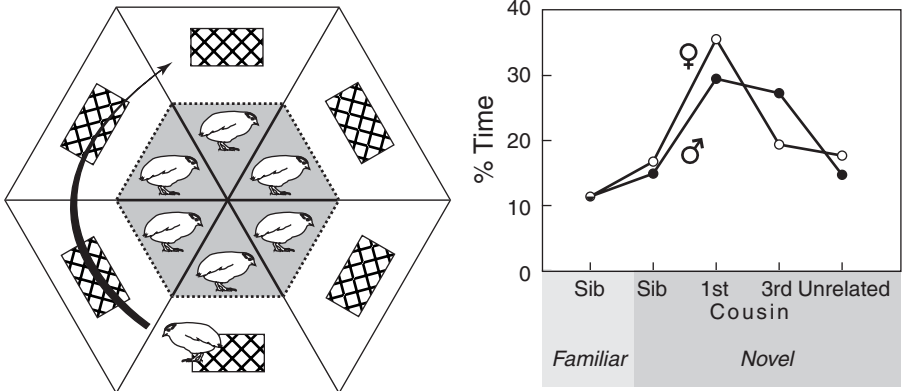 40
30
20
10
0
% Time
♀
♂
Sib Sib 1st 3rd Unrelated
Cousin
Familiar Novel